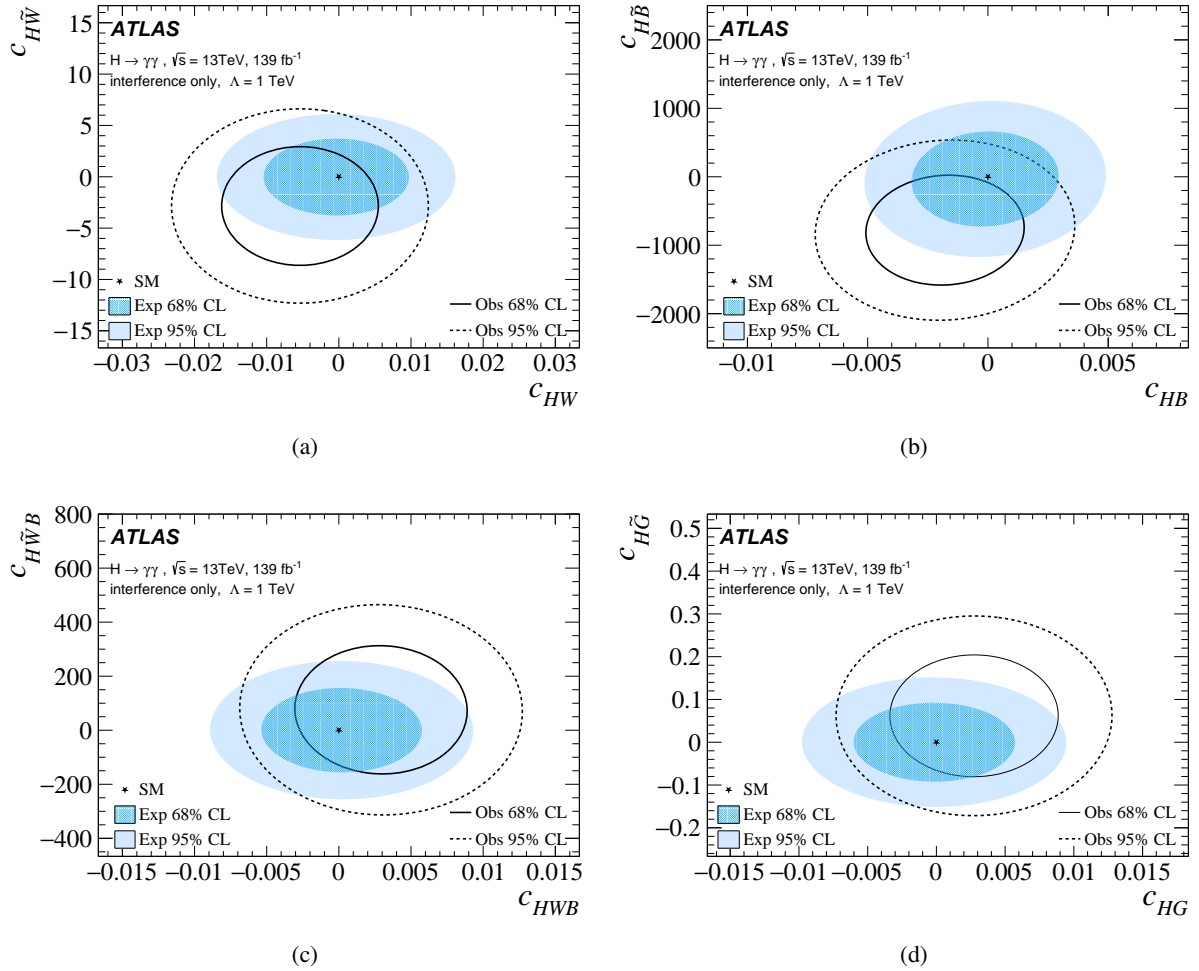 c_{H\tilde{W}}
15
10
5
0
−5
−10
−15
ATLAS
H → γγ , √s = 13TeV, 139 fb⁻¹
interference only, Λ = 1 TeV
SM
Exp 68% CL
Exp 95% CL
Obs 68% CL
Obs 95% CL
−0.03 −0.02 −0.01 0 0.01 0.02 0.03
c_{HW}
(a)
c_{H\tilde{B}}
2000
1000
0
−1000
−2000
ATLAS
H → γγ , √s = 13TeV, 139 fb⁻¹
interference only, Λ = 1 TeV
SM
Exp 68% CL
Exp 95% CL
Obs 68% CL
Obs 95% CL
−0.01 −0.005 0 0.005
c_{HB}
(b)
c_{H\tilde{W}B}
800
600
400
200
0
−200
−400
ATLAS
H → γγ , √s = 13TeV, 139 fb⁻¹
interference only, Λ = 1 TeV
SM
Exp 68% CL
Exp 95% CL
Obs 68% CL
Obs 95% CL
−0.015 −0.01 −0.005 0 0.005 0.01 0.015
c_{HWB}
(c)
c_{H\tilde{G}}
0.5
0.4
0.3
0.2
0.1
0
−0.1
−0.2
ATLAS
H → γγ , √s = 13TeV, 139 fb⁻¹
interference only, Λ = 1 TeV
SM
Exp 68% CL
Exp 95% CL
Obs 68% CL
Obs 95% CL
−0.015 −0.01 −0.005 0 0.005 0.01 0.015
c_{HG}
(d)